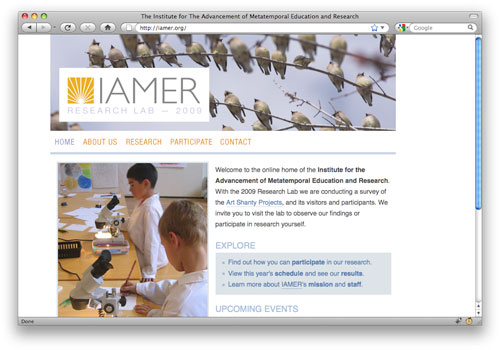 The Institute for The Advancement of Metatemporal Education and Research
http://iamer.org/
Google
IAMER
RESEARCH LAB — 2009
HOME ABOUT US RESEARCH PARTICIPATE CONTACT
Welcome to the online home of the Institute for the
Advancement of Metatemporal Education and Research.
With the 2009 Research Lab we are conducting a survey of
the Art Shanty Projects, and its visitors and participants. We
invite you to visit the lab to observe our findings or
participate in research yourself.
EXPLORE
Find out how you can participate in our research.
View this year's schedule and see our results.
Learn more about IAMER's mission and staff.
UPCOMING EVENTS
Done